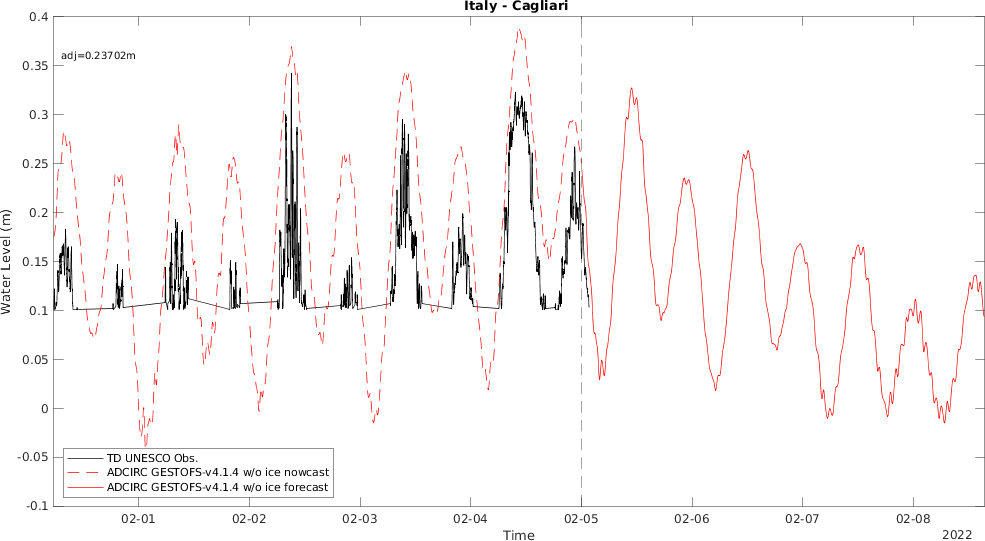 Italy - Cagliari
adj=0.23702m
0.4
0.35
0.3
0.25
0.2
0.15
0.1
0.05
0
-0.05
-0.1
Water Level (m)
TD UNESCO Obs.
ADCIRC GESTOFS-v4.1.4 w/o ice nowcast
ADCIRC GESTOFS-v4.1.4 w/o ice forecast
02-01 02-02 02-03 02-04 02-05 02-06 02-07 02-08
Time
2022